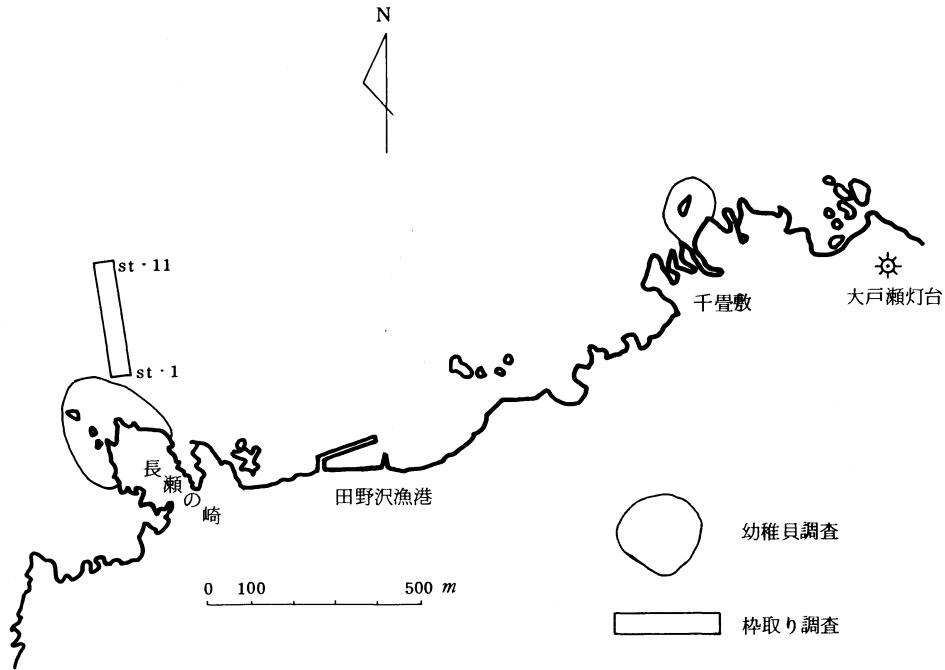 N
st・11
大戸瀬灯台
千畳敷
st・1
長瀬の崎
田野沢漁港
幼稚貝調査
0 100 500 m
枠取り調査